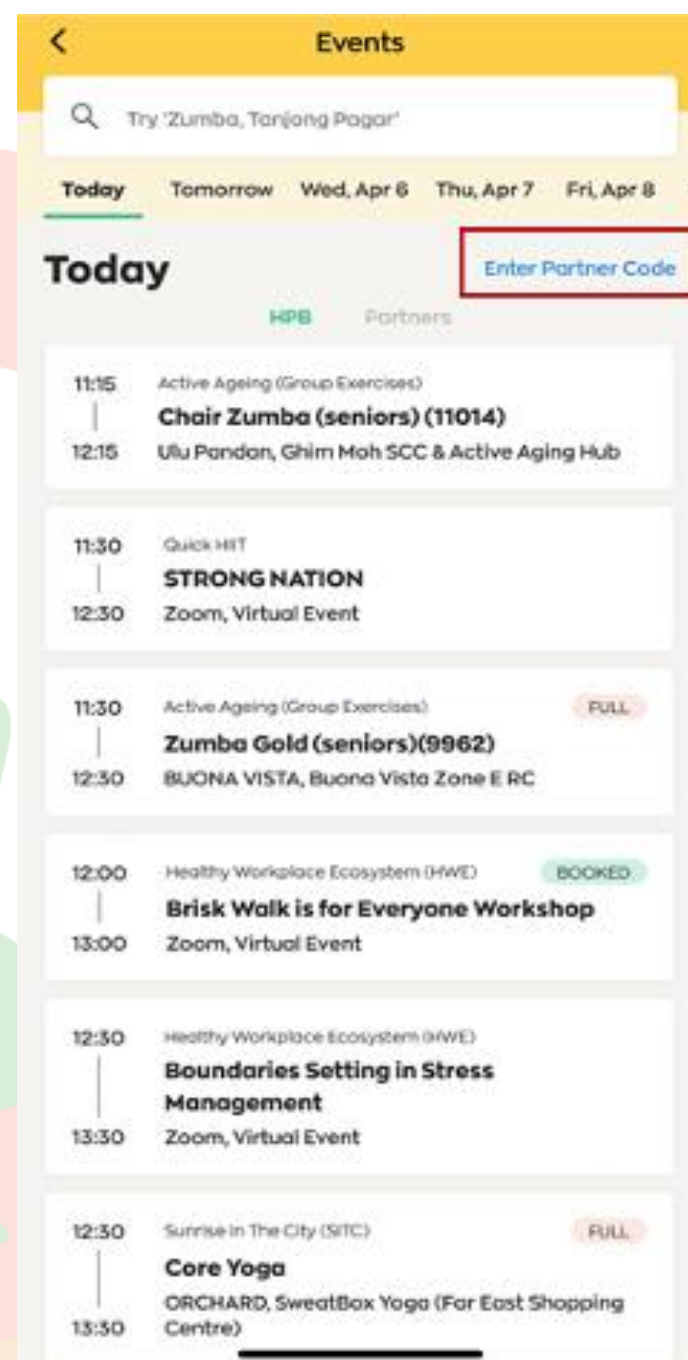 Events
Try 'Zumba, Tanjong Pagar'
Today Tomorrow Wed, Apr 6 Thu, Apr 7 Fri, Apr 8
Today Enter Partner Code
HPB Partners
11:15 Active Ageing (Group Exercises)
Chair Zumba (seniors) (11014)
12:15 Ulu Pandan, Ghim Moh SCC & Active Aging Hub
11:30 Quick HIIT
STRONG NATION
12:30 Zoom, Virtual Event
11:30 Active Ageing (Group Exercises) FULL
Zumba Gold (seniors)(9962)
12:30 BUONA VISTA, Buona Vista Zone E RC
12:00 Healthy Workplace Ecosystem (HWE) BOOKED
Brisk Walk is for Everyone Workshop
13:00 Zoom, Virtual Event
12:30 Healthy Workplace Ecosystem (HWE)
Boundaries Setting in Stress
Management
13:30 Zoom, Virtual Event
12:30 Sunrise In The City (SITC) FULL
Core Yoga
ORCHARD, SweatBox Yoga (Far East Shopping
13:30 Centre)